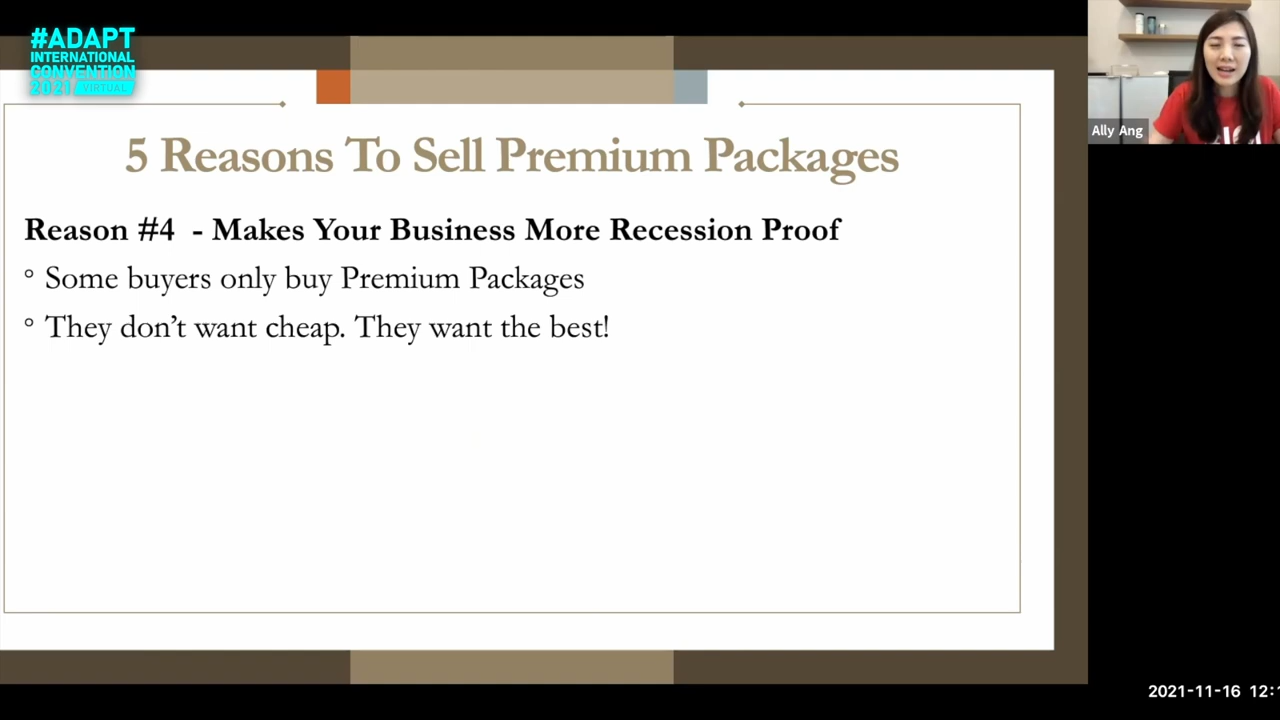 #ADAPT
INTERNATIONAL
CONVENTION
2021 VIRTUAL
Ally Ang
5 Reasons To Sell Premium Packages
Reason #4 - Makes Your Business More Recession Proof
° Some buyers only buy Premium Packages
° They don’t want cheap. They want the best!
2021-11-16 12:1